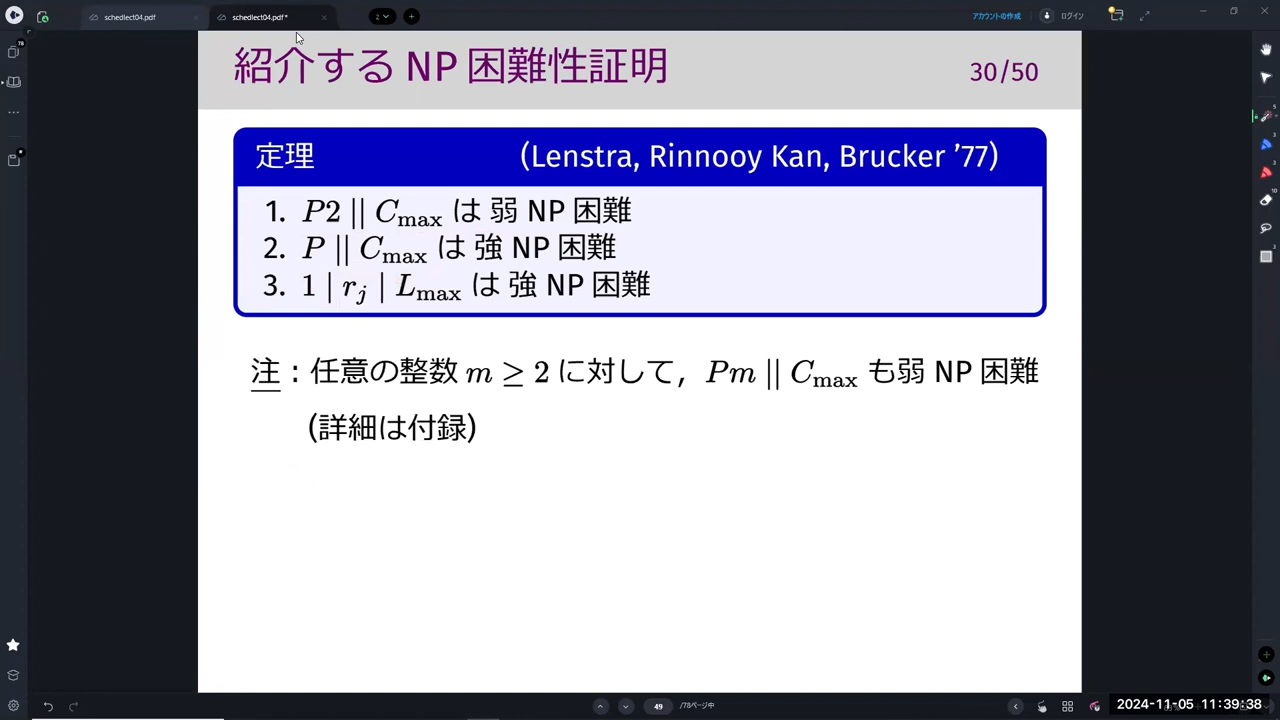 schedlect04.pdf
schedlect04.pdf*
2
アカウントの作成
ログイン
紹介する NP 困難性証明
30/50
定理 (Lenstra, Rinnooy Kan, Brucker ’77)
1. P2 || Cmax は 弱 NP 困難
2. P || Cmax は 強 NP 困難
3. 1 | rj | Lmax は 強 NP 困難
注：任意の整数 m ≥ 2 に対して，Pm || Cmax も弱 NP 困難
(詳細は付録)
49 /78ページ中
2024-11-05 11:39:38